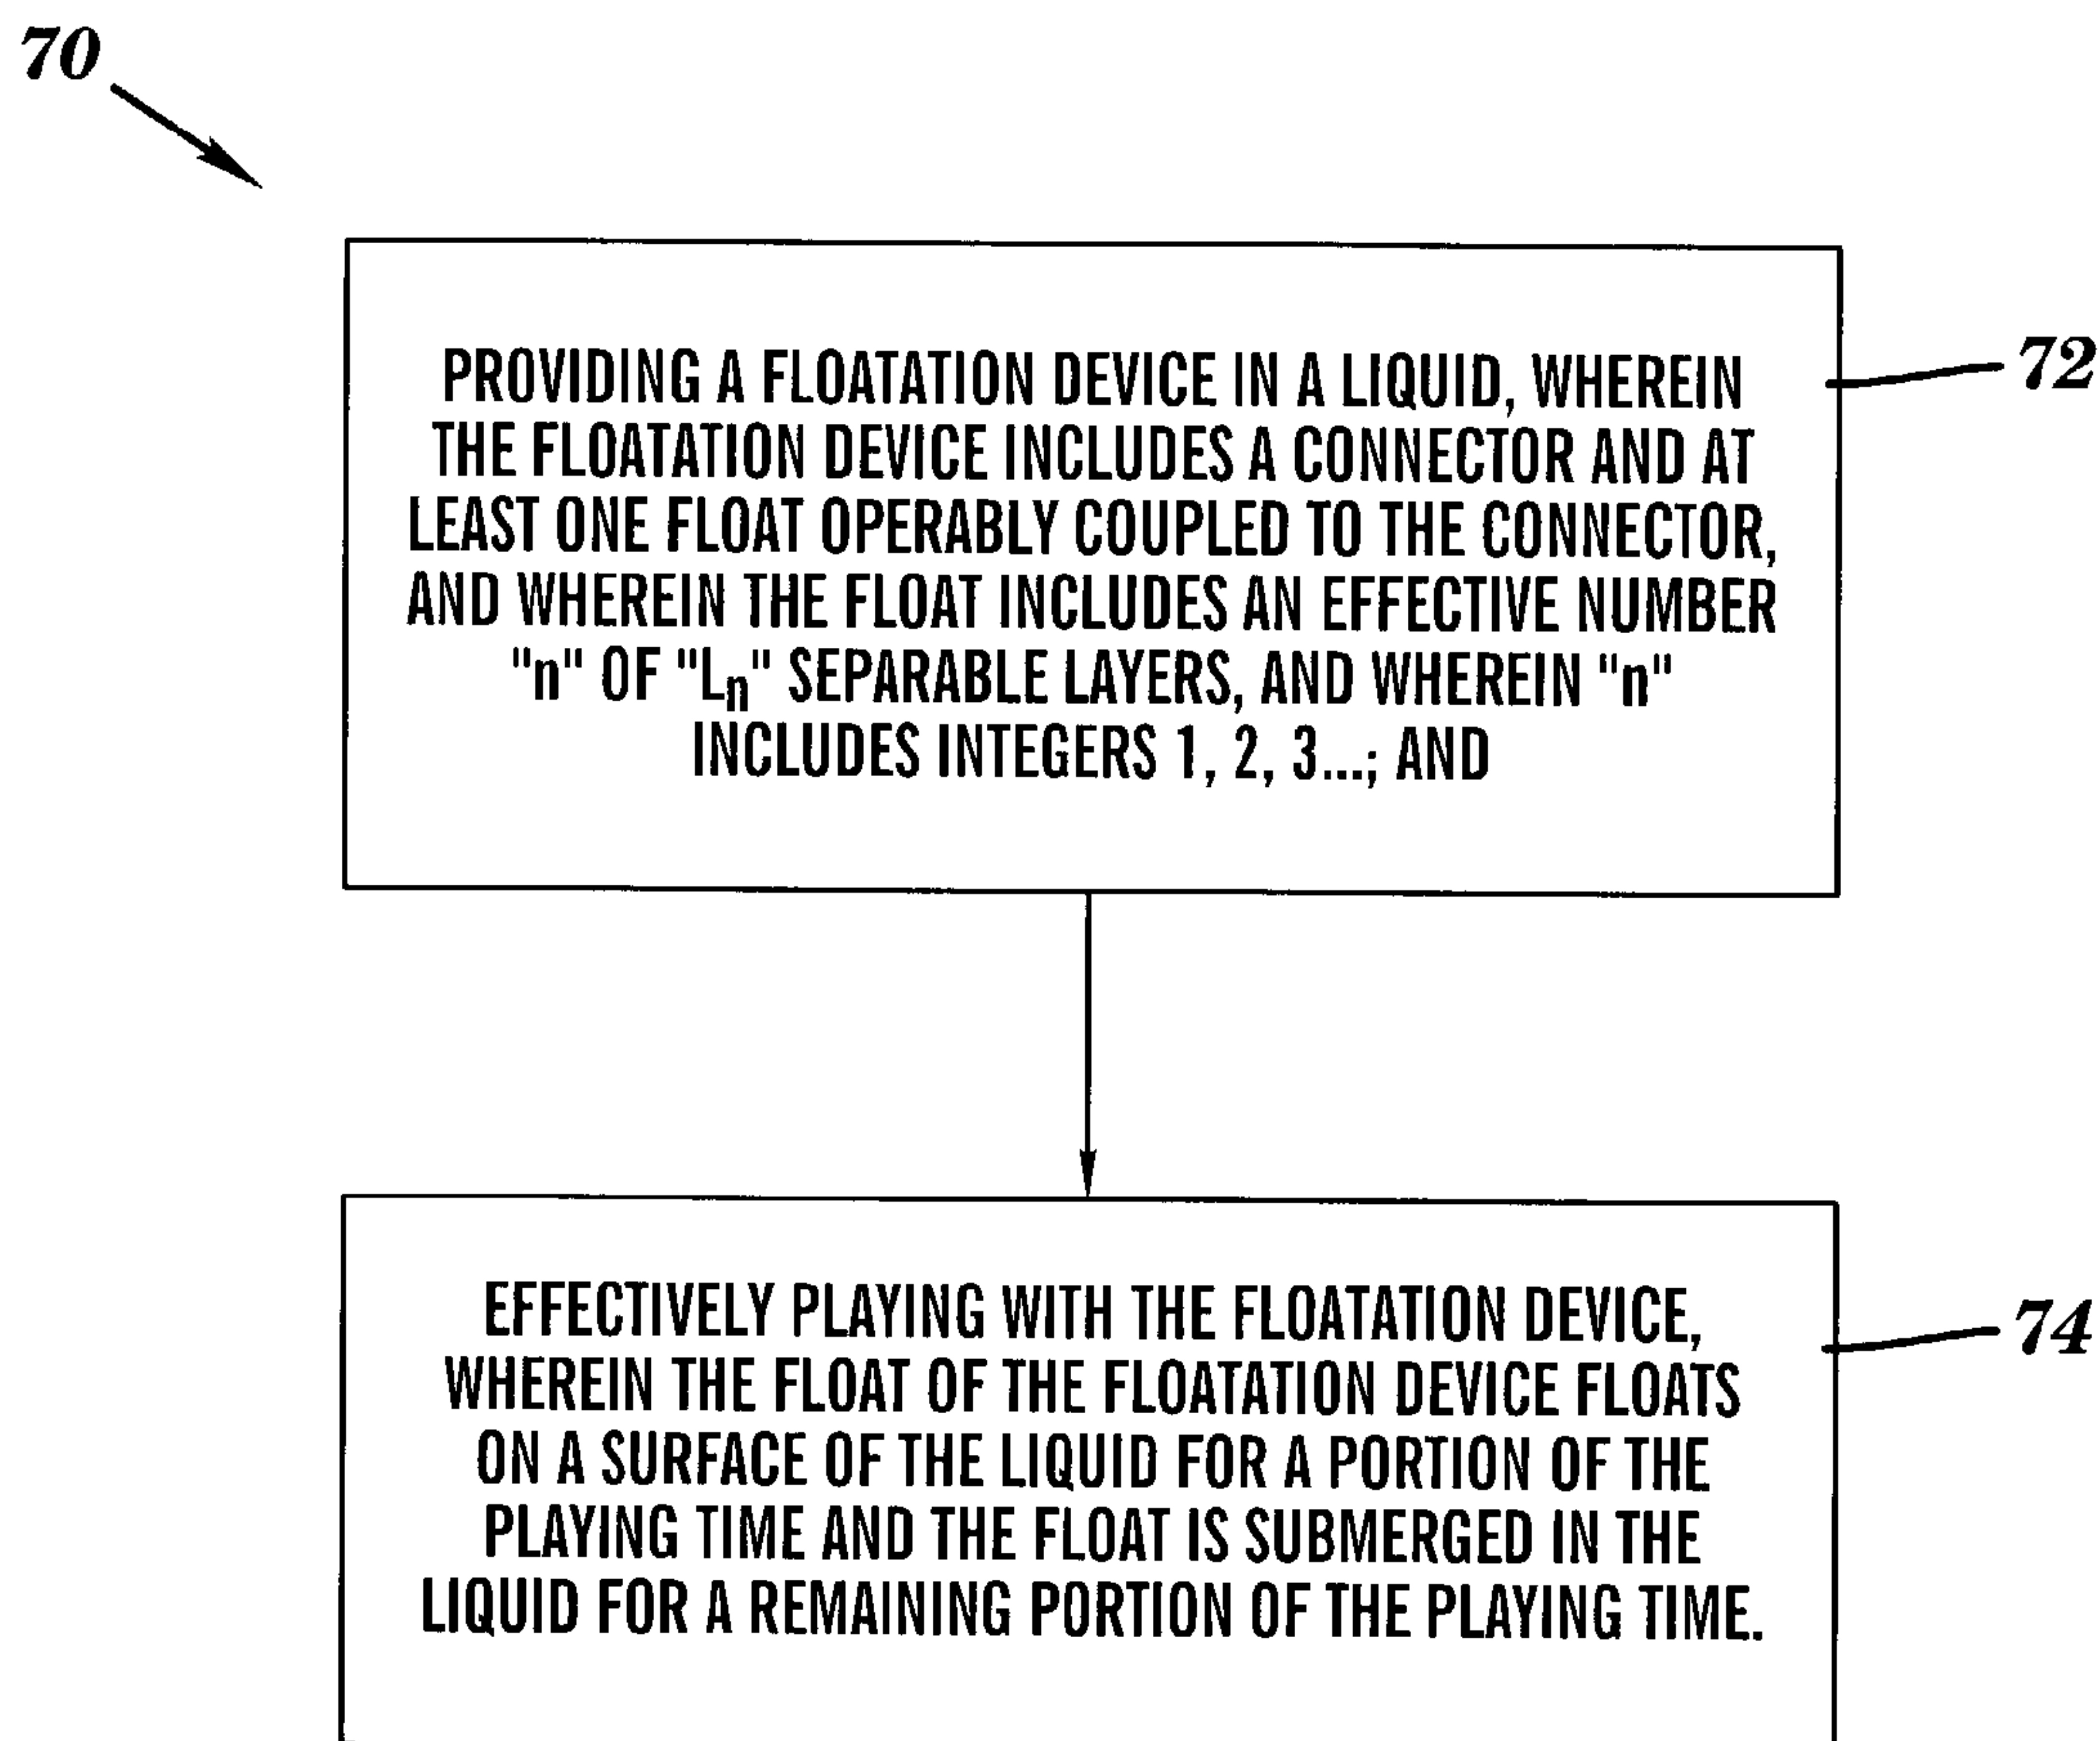 70
PROVIDING A FLOATATION DEVICE IN A LIQUID, WHEREIN
72
THE FLOATATION DEVICE INCLUDES A CONNECTOR AND AT
LEAST ONE FLOAT OPERABLY COUPLED TO THE CONNECTOR,
AND WHEREIN THE FLOAT INCLUDES AN EFFECTIVE NUMBER
"n" OF "Ln" SEPARABLE LAYERS, AND WHEREIN "n"
INCLUDES INTEGERS 1, 2, 3...; AND
EFFECTIVELY PLAYING WITH THE FLOATATION DEVICE,
74
WHEREIN THE FLOAT OF THE FLOATATION DEVICE FLOATS
ON A SURFACE OF THE LIQUID FOR A PORTION OF THE
PLAYING TIME AND THE FLOAT IS SUBMERGED IN THE
LIQUID FOR A REMAINING PORTION OF THE PLAYING TIME.